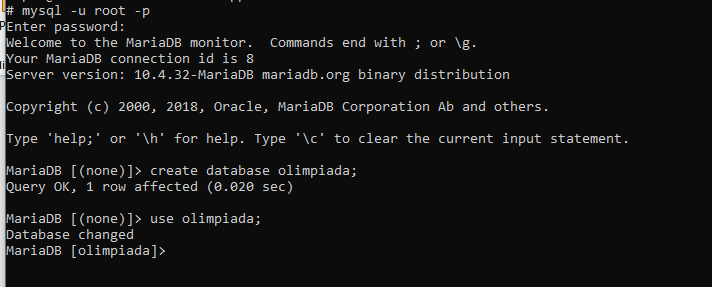 # mysql -u root -p
Enter password:
Welcome to the MariaDB monitor.  Commands end with ; or \g.
Your MariaDB connection id is 8
Server version: 10.4.32-MariaDB mariadb.org binary distribution
Copyright (c) 2000, 2018, Oracle, MariaDB Corporation Ab and others.
Type 'help;' or '\h' for help. Type '\c' to clear the current input statement.
MariaDB [(none)]> create database olimpiada;
Query OK, 1 row affected (0.020 sec)
MariaDB [(none)]> use olimpiada;
Database changed
MariaDB [olimpiada]>